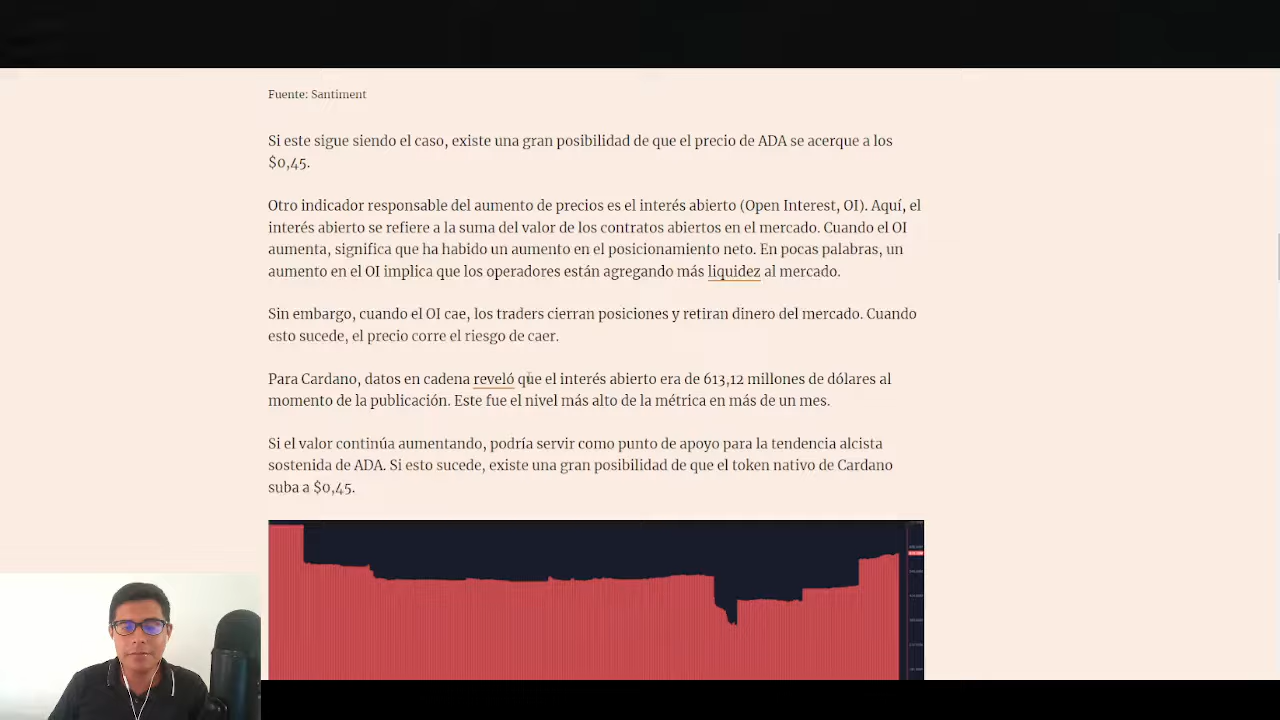 Fuente: Santiment
Si este sigue siendo el caso, existe una gran posibilidad de que el precio de ADA se acerque a los
$0,45.
Otro indicador responsable del aumento de precios es el interés abierto (Open Interest, OI). Aquí, el
interés abierto se refiere a la suma del valor de los contratos abiertos en el mercado. Cuando el OI
aumenta, significa que ha habido un aumento en el posicionamiento neto. En pocas palabras, un
aumento en el OI implica que los operadores están agregando más liquidez al mercado.
Sin embargo, cuando el OI cae, los traders cierran posiciones y retiran dinero del mercado. Cuando
esto sucede, el precio corre el riesgo de caer.
Para Cardano, datos en cadena reveló que el interés abierto era de 613,12 millones de dólares al
momento de la publicación. Este fue el nivel más alto de la métrica en más de un mes.
Si el valor continúa aumentando, podría servir como punto de apoyo para la tendencia alcista
sostenida de ADA. Si esto sucede, existe una gran posibilidad de que el token nativo de Cardano
suba a $0,45.